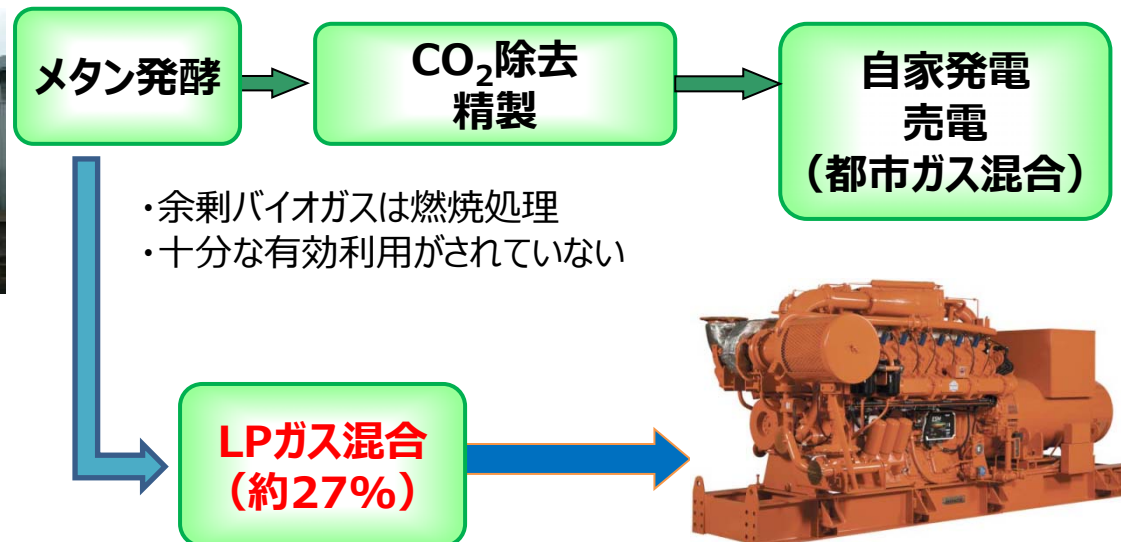 メタン発酵
CO₂除去
精製
自家発電
売電
（都市ガス混合）
・余剰バイオガスは燃焼処理
・十分な有効利用がされていない
LPガス混合
（約27%）